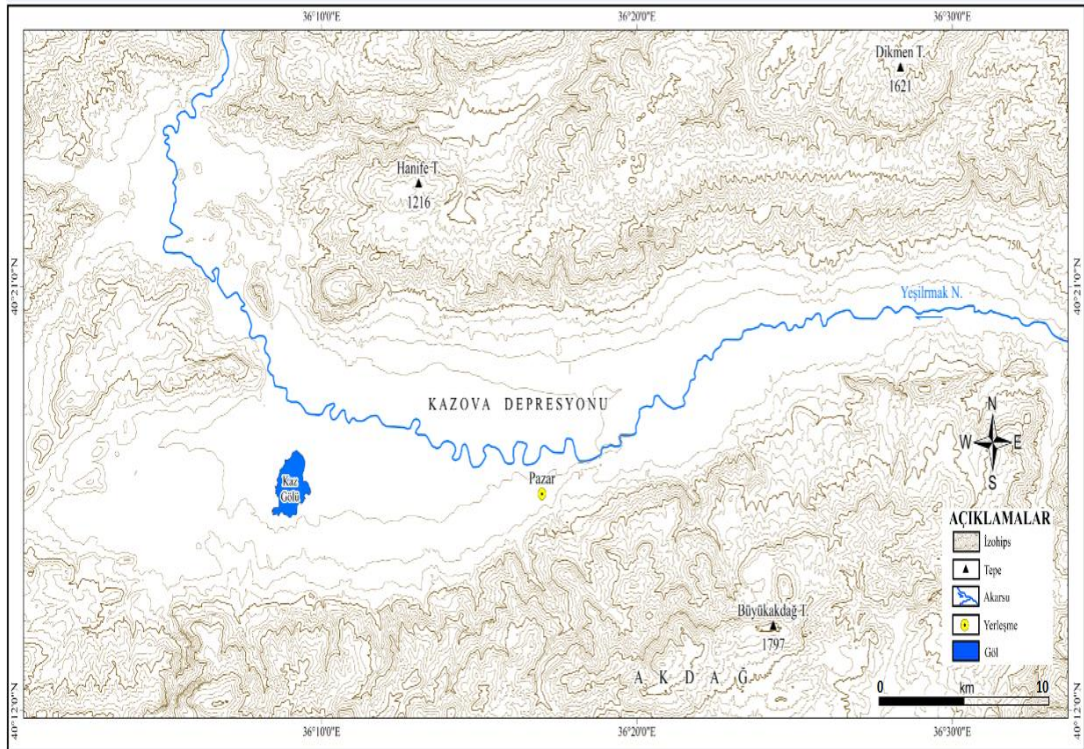 36°10'0"E
36°20'0"E
36°30'0"E
Dikmen T.
1621
Hanife T.
1216
750
40°21'0"N
40°21'0"N
Yeşilrmak N.
KAZOVA DEPRESYONU
N
W
E
S
Kaz
Gölü
Pazar
AÇIKLAMALAR
İzohips
Tepe
Akarsu
Yerleşme
Göl
Büyükakdağ T.
1797
A K D A Ğ
0
km
10
40°12'0"N
40°12'0"N
36°10'0"E
36°20'0"E
36°30'0"E